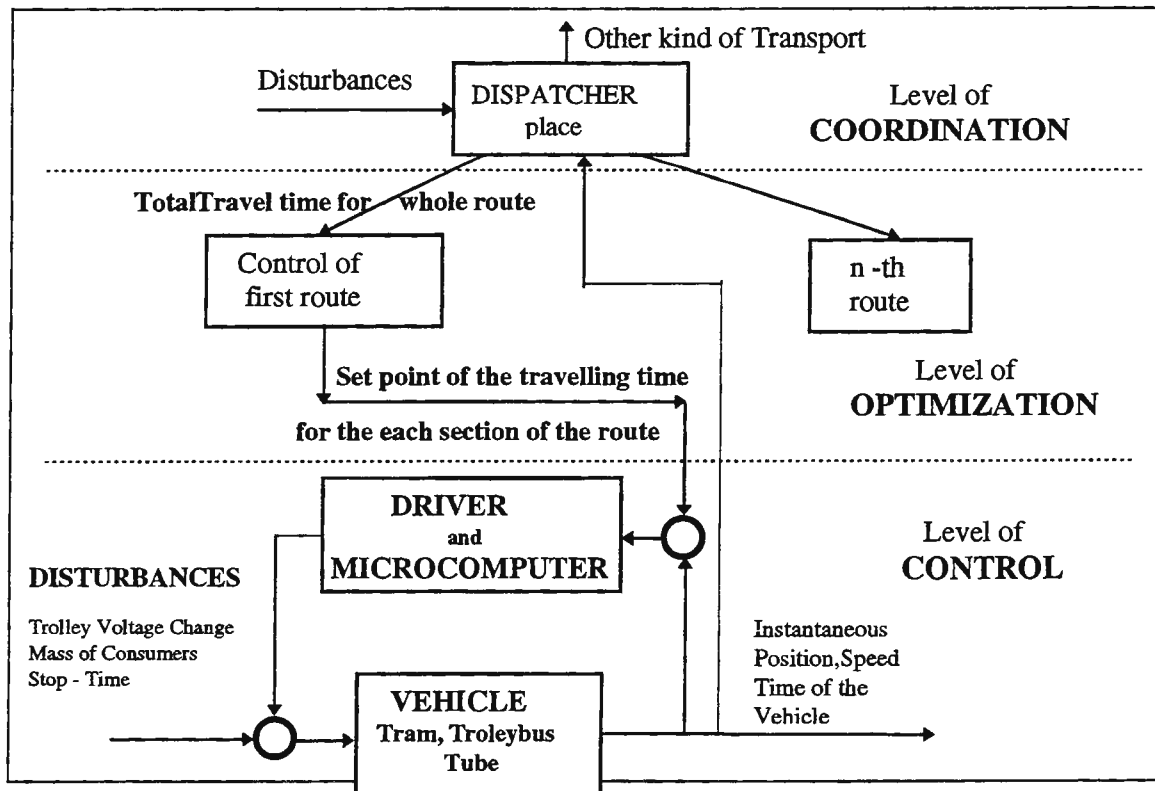 Other kind of Transport
Disturbances
DISPATCHER
place
Level of
COORDINATION
TotalTravel time for whole route
Control of
first route
n -th
route
Set point of the travelling time
for the each section of the route
Level of
OPTIMIZATION
DRIVER
and
MICROCOMPUTER
Level of
CONTROL
DISTURBANCES
Trolley Voltage Change
Mass of Consumers
Stop - Time
Instantaneous
Position,Speed
Time of the
Vehicle
VEHICLE
Tram, Troleybus
Tube